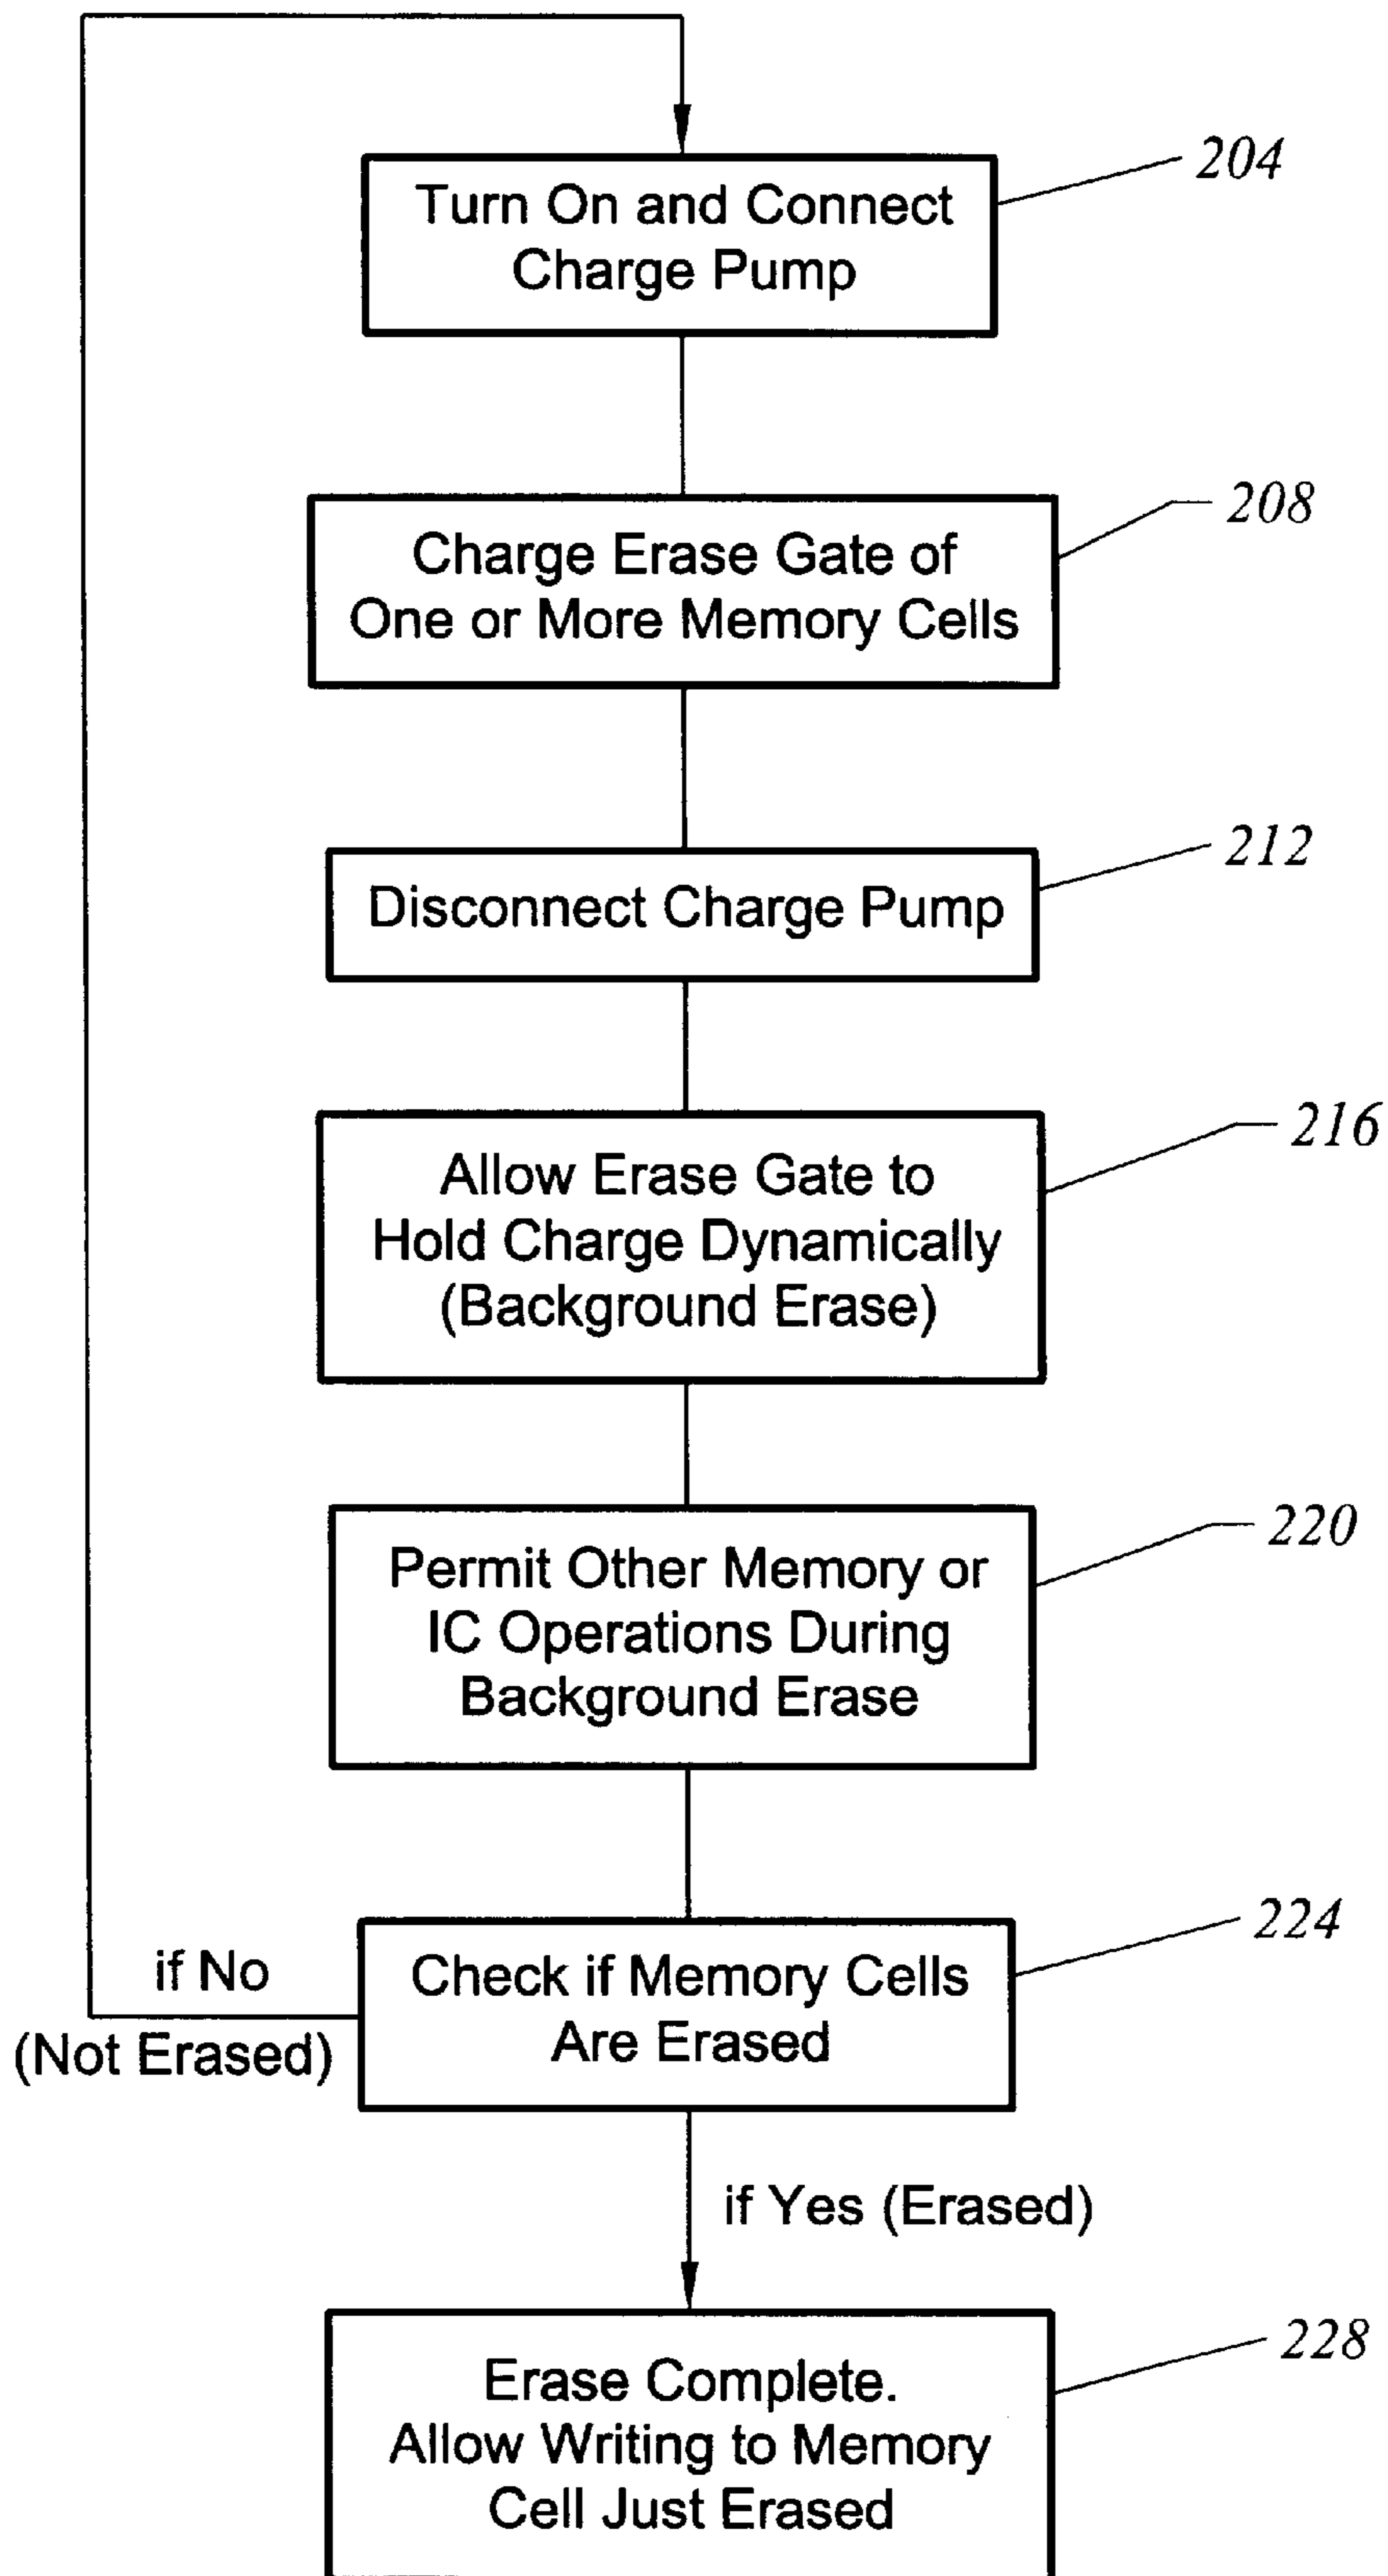 204
Turn On and Connect
Charge Pump
208
Charge Erase Gate of
One or More Memory Cells
212
Disconnect Charge Pump
216
Allow Erase Gate to
Hold Charge Dynamically
(Background Erase)
220
Permit Other Memory or
IC Operations During
Background Erase
224
Check if Memory Cells
Are Erased
if No
(Not Erased)
if Yes (Erased)
228
Erase Complete.
Allow Writing to Memory
Cell Just Erased